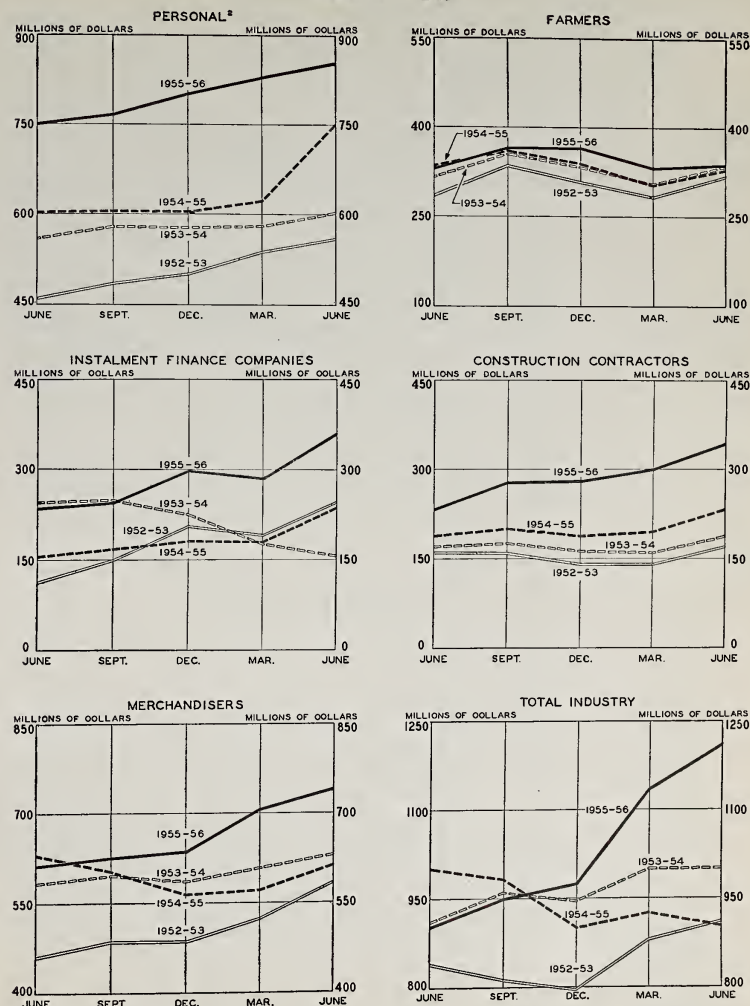 PERSONAL²
MILLIONS OF DOLLARS MILLIONS OF DOLLARS
900 900
1955-56
750 750
1954-55
600 600
1953-54
1952-53
450 450
JUNE SEPT. DEC. MAR. JUNE
FARMERS
MILLIONS OF DOLLARS MILLIONS OF DOLLARS
550 550
400 400
1954-55
1955-56
1952-53
1953-54
250 250
100 100
JUNE SEPT. DEC. MAR. JUNE
INSTALMENT FINANCE COMPANIES
MILLIONS OF DOLLARS MILLIONS OF DOLLARS
450 450
300 300
1955-56
1953-54
1952-53
150 150
1954-55
0 0
JUNE SEPT. DEC. MAR. JUNE
CONSTRUCTION CONTRACTORS
MILLIONS OF DOLLARS MILLIONS OF DOLLARS
450 450
300 300
1955-56
1954-55
1953-54
150 150
1952-53
0 0
JUNE SEPT. DEC. MAR. JUNE
MERCHANDISERS
MILLIONS OF DOLLARS MILLIONS OF DOLLARS
850 850
700 700
1955-56
1953-54
550 550
1954-55
1952-53
400 400
JUNE SEPT. DEC. MAR. JUNE
TOTAL INDUSTRY
MILLIONS OF DOLLARS MILLIONS OF DOLLARS
1250 1250
1100 1100
1955-56
1953-54
950 950
1954-55
1952-53
800 800
JUNE SEPT. DEC. MAR. JUNE